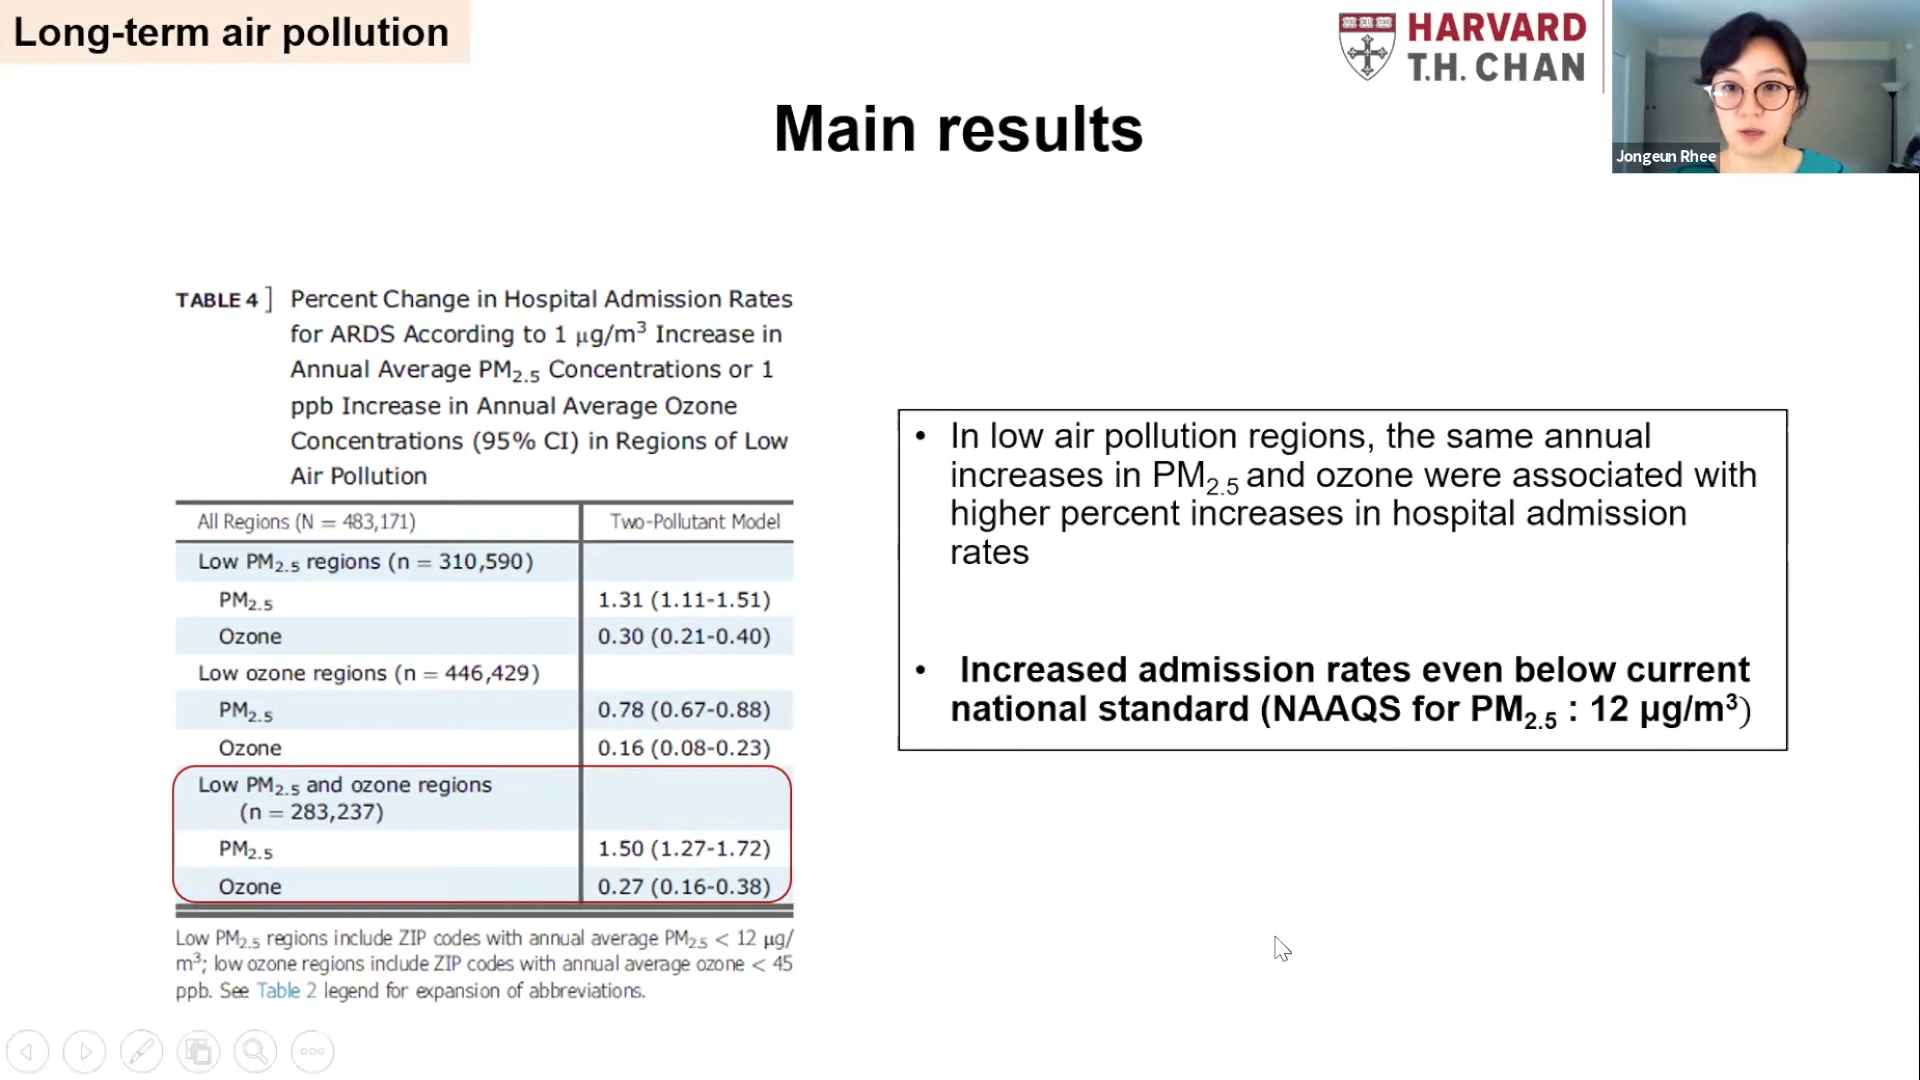 Long-term air pollution
HARVARD
T.H. CHAN
Jongeun Rhee
Main results
TABLE 4 ] Percent Change in Hospital Admission Rates
for ARDS According to 1 μg/m³ Increase in
Annual Average PM₂.₅ Concentrations or 1
ppb Increase in Annual Average Ozone
Concentrations (95% CI) in Regions of Low
Air Pollution
All Regions (N = 483,171) Two-Pollutant Model
Low PM₂.₅ regions (n = 310,590)
PM₂.₅ 1.31 (1.11-1.51)
Ozone 0.30 (0.21-0.40)
Low ozone regions (n = 446,429)
PM₂.₅ 0.78 (0.67-0.88)
Ozone 0.16 (0.08-0.23)
Low PM₂.₅ and ozone regions
(n = 283,237)
PM₂.₅ 1.50 (1.27-1.72)
Ozone 0.27 (0.16-0.38)
Low PM₂.₅ regions include ZIP codes with annual average PM₂.₅ < 12 μg/
m³; low ozone regions include ZIP codes with annual average ozone < 45
ppb. See Table 2 legend for expansion of abbreviations.
• In low air pollution regions, the same annual
increases in PM₂.₅ and ozone were associated with
higher percent increases in hospital admission
rates
• Increased admission rates even below current
national standard (NAAQS for PM₂.₅ : 12 μg/m³)